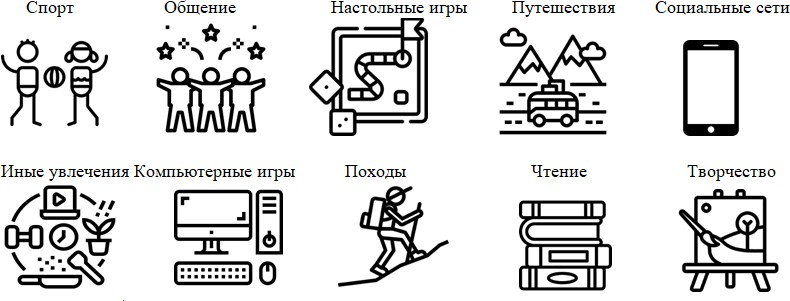 Спорт Общение Настольные игры Путешествия Социальные сети
Иные увлечения Компьютерные игры Походы Чтение Творчество